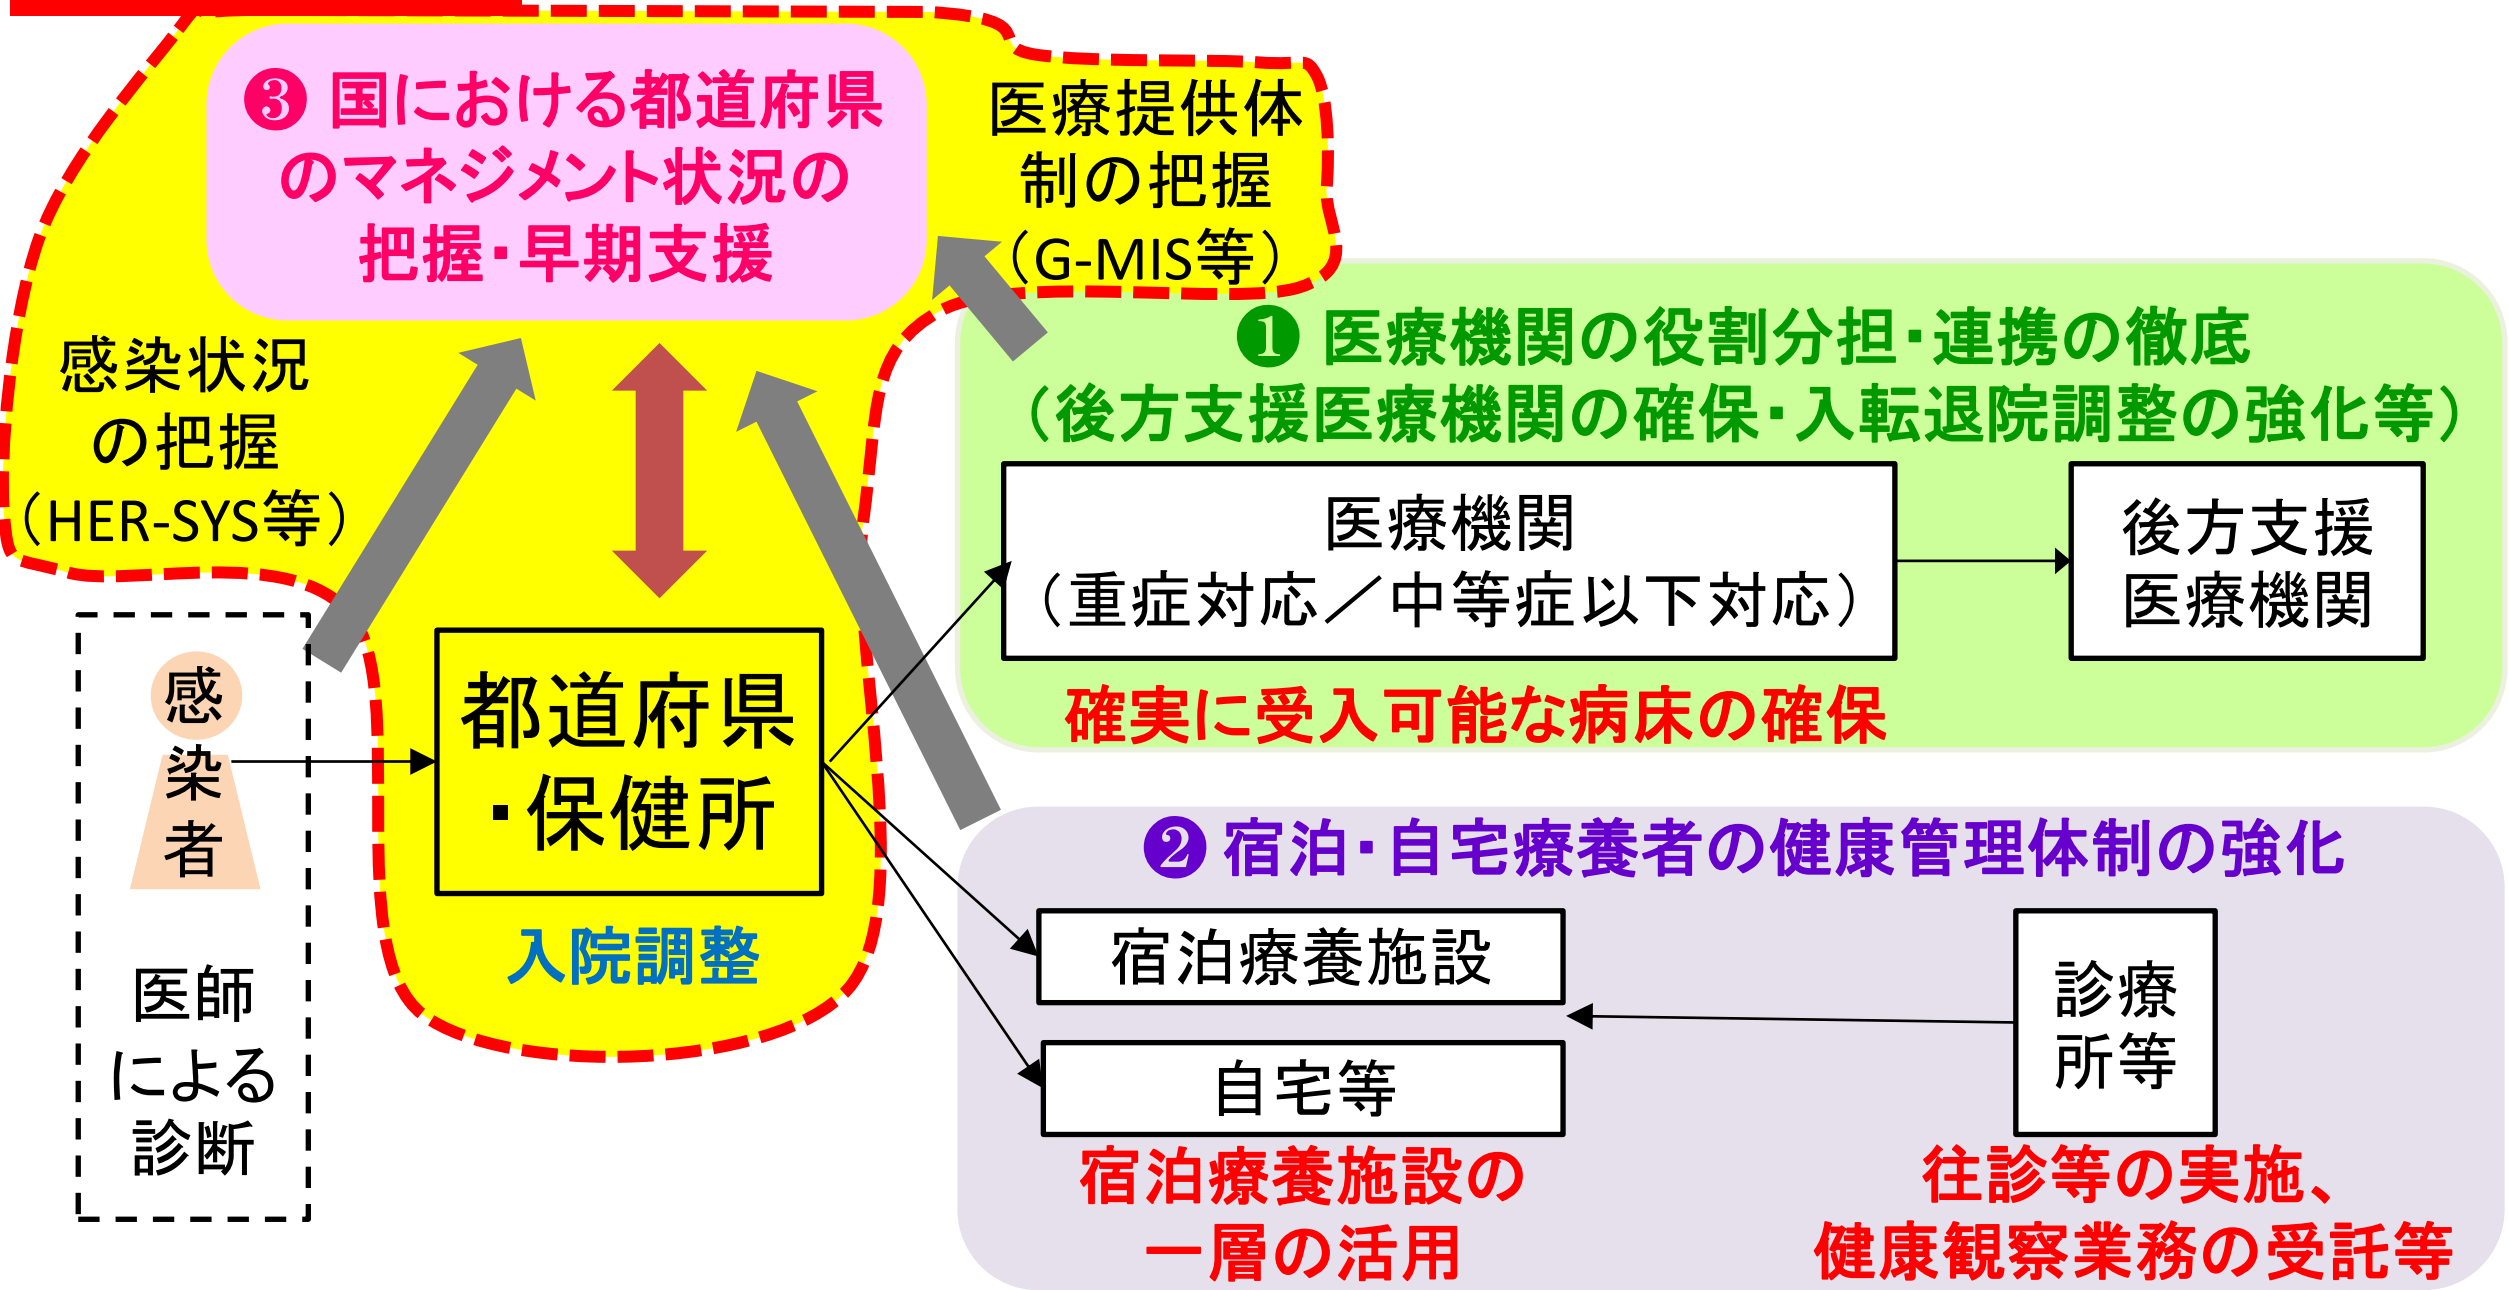 ❸ 国における都道府県
のマネジメント状況の
把握・早期支援
医療提供体
制の把握
（G-MIS等）
感染状況
の把握
（HER-SYS等）
❶ 医療機関の役割分担・連携の徹底
（後方支援医療機関の確保・入転退院調整の強化等）
医療機関
（重症対応／中等症以下対応）
後方支援
医療機関
確実に受入可能な病床の確保
感
染
者
医師
による
診断
都道府県
・保健所
入院調整
❷ 宿泊・自宅療養者の健康管理体制の強化
宿泊療養施設
自宅等
診療
所等
宿泊療養施設の
一層の活用
往診等の実施、
健康観察業務の受託等